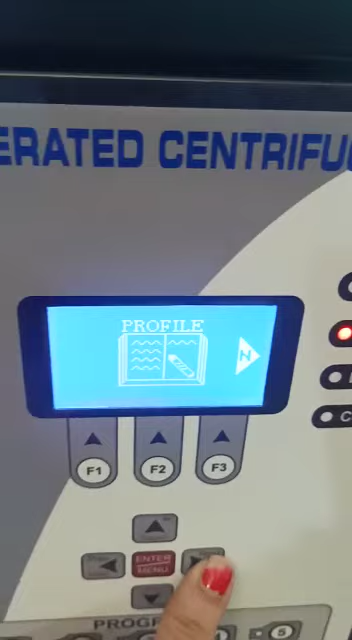 ERATED CENTRIFU
PROFILE
N
F1 F2 F3
ENTER
MENU
PROG